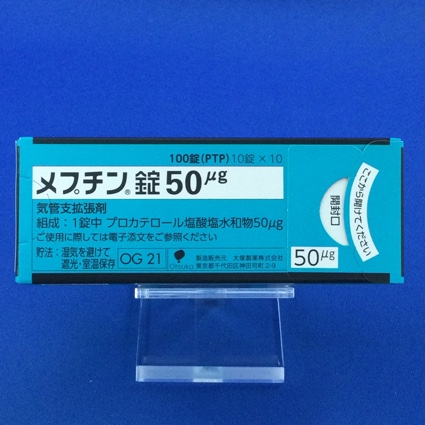 100錠(PTP) 10錠×10
メプチン®錠50μg
気管支拡張剤
組成：1錠中 プロカテロール塩酸塩水和物50μg
ご使用に際しては電子添文をご参照ください
貯法：湿気を避けて
遮光・室温保存
OG 21
Otsuka
製造販売元 大塚製薬株式会社
東京都千代田区神田司町2-9
ここから開けてください
開封口
50μg